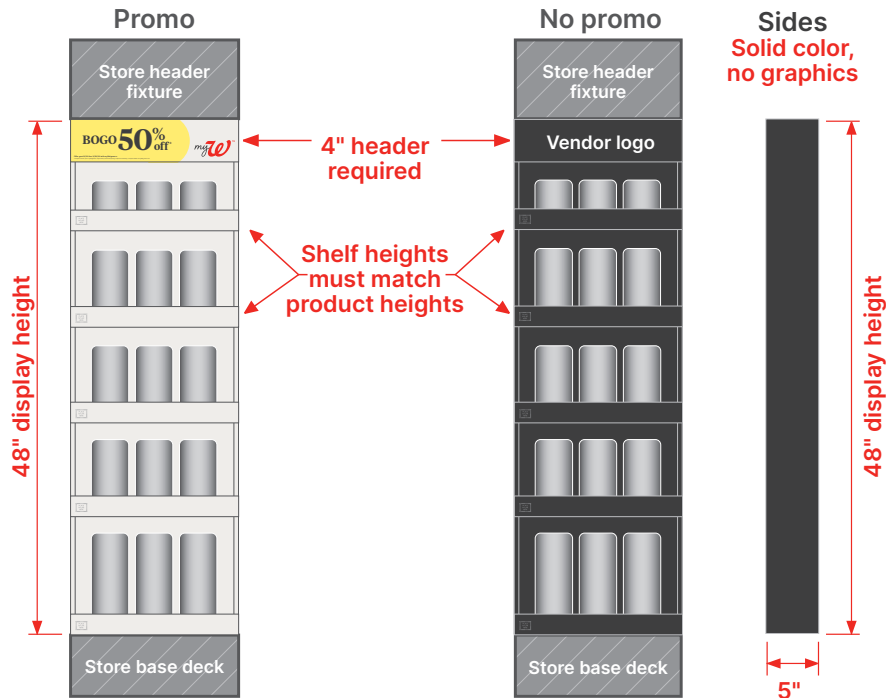 Promo
No promo
Sides
Solid color,
no graphics
Store header
fixture
Store header
fixture
BOGO 50% off
myW
4" header
required
Vendor logo
Shelf heights
must match
product heights
48" display height
48" display height
Store base deck
Store base deck
5"